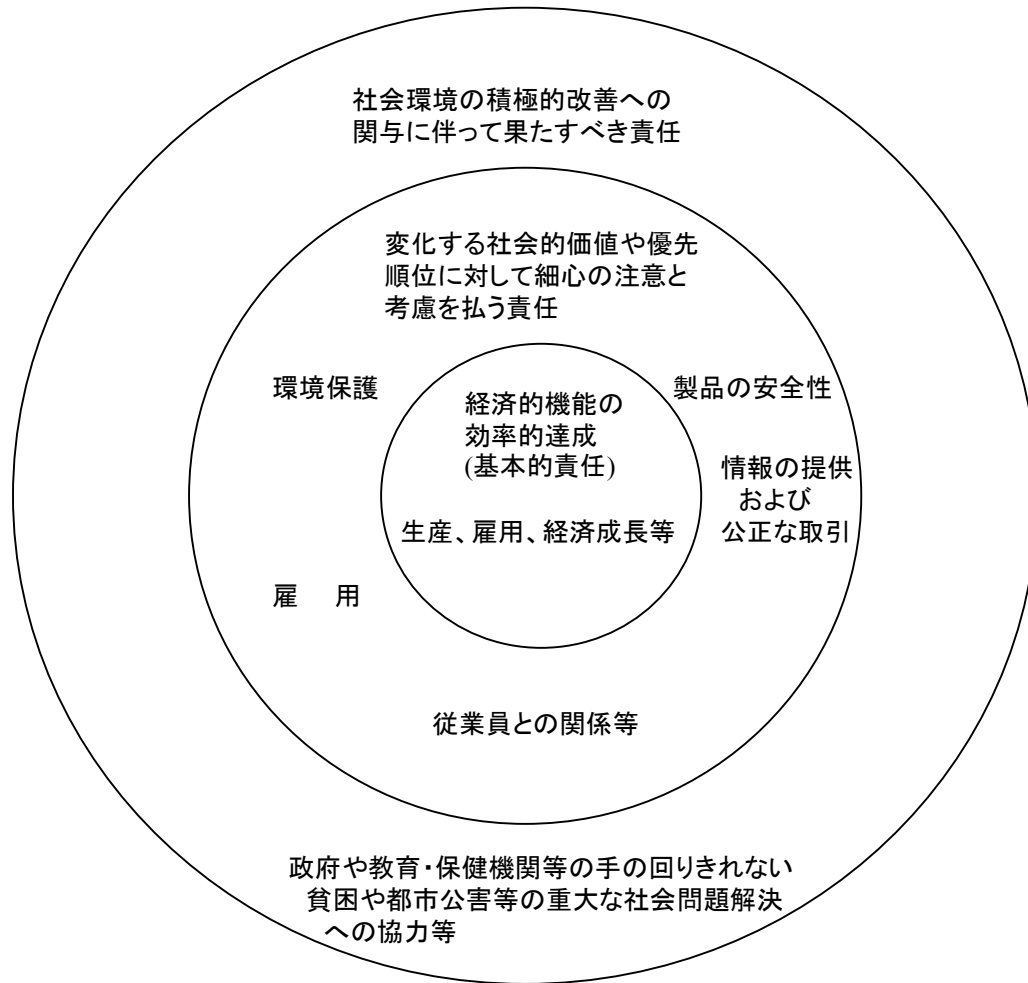 社会環境の積極的改善への
関与に伴って果たすべき責任
変化する社会的価値や優先
順位に対して細心の注意と
考慮を払う責任
環境保護
製品の安全性
経済的機能の
効率的達成
(基本的責任)
情報の提供
および
公正な取引
生産、雇用、経済成長等
雇　用
従業員との関係等
政府や教育・保健機関等の手の回りきれない
貧困や都市公害等の重大な社会問題解決
への協力等